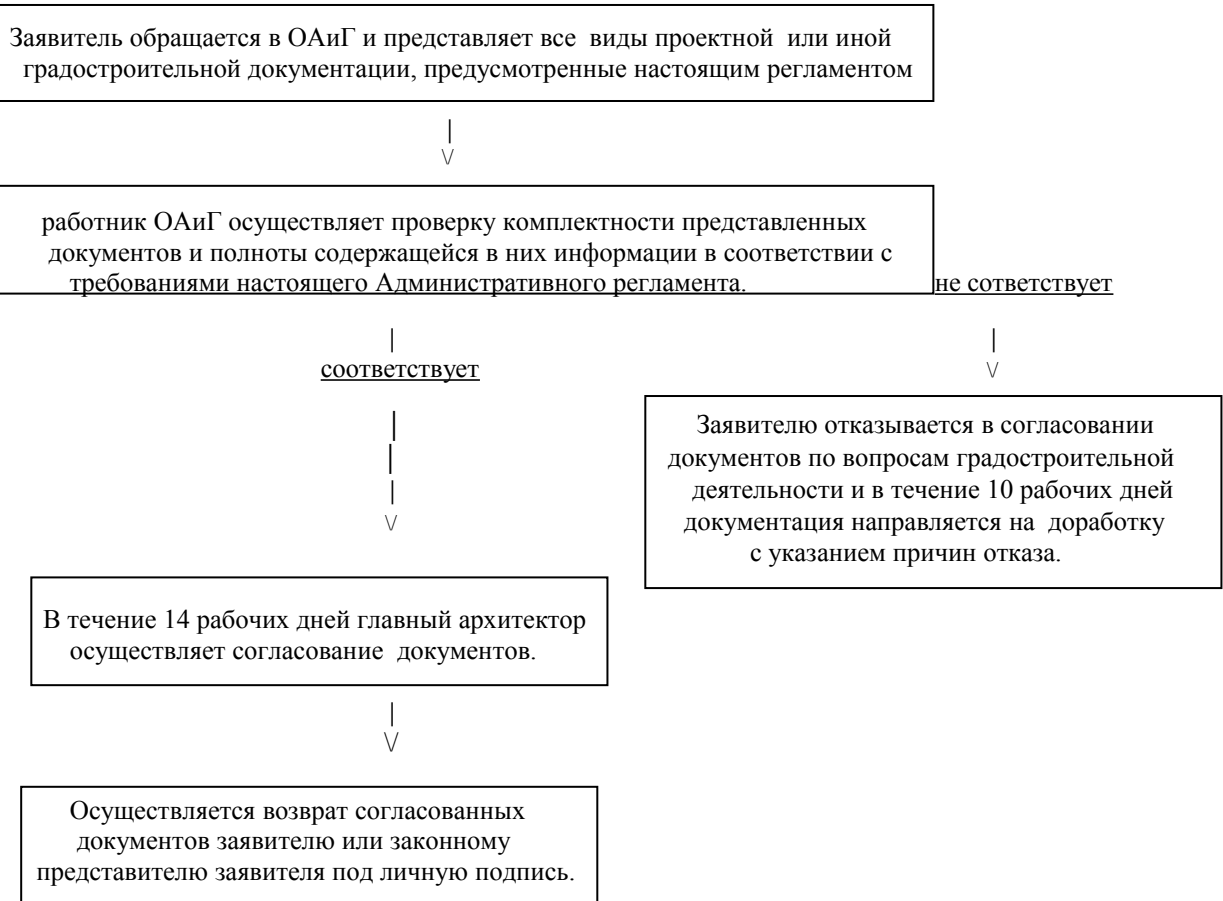 Заявитель обращается в ОАиГ и представляет все виды проектной или иной
градостроительной документации, предусмотренные настоящим регламентом
|
\/
работник ОАиГ осуществляет проверку комплектности представленных
документов и полноты содержащейся в них информации в соответствии с
требованиями настоящего Административного регламента. не сответствует
| |
соответствует \/
|
|
|
\/
Заявителю отказывается в согласовании
документов по вопросам градостроительной
деятельности и в течение 10 рабочих дней
документация направляется на доработку
с указанием причин отказа.
В течение 14 рабочих дней главный архитектор
осуществляет согласование документов.
|
\/
Осуществляется возврат согласованных
документов заявителю или законному
представителю заявителя под личную подпись.